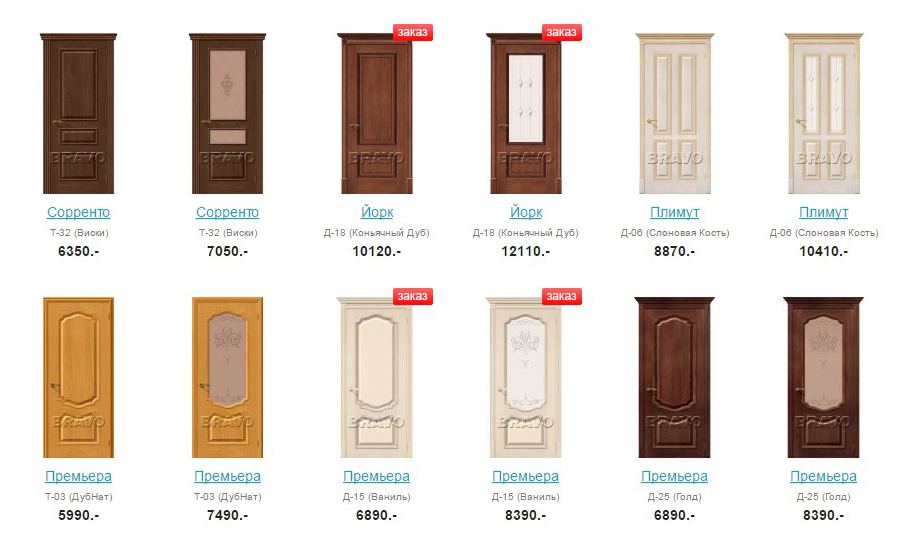 заказ
заказ
BRAVO
BRAVO
BRAVO
BRAVO
BRAVO
BRAVO
Сорренто
Сорренто
Йорк
Йорк
Плимут
Плимут
Т-32 (Виски)
Т-32 (Виски)
Д-18 (Коньячный Дуб)
Д-18 (Коньячный Дуб)
Д-06 (Слоновая Кость)
Д-06 (Слоновая Кость)
6350.-
7050.-
10120.-
12110.-
8870.-
10410.-
заказ
заказ
BRAVO
BRAVO
BRAVO
BRAVO
BRAVO
BRAVO
Премьера
Премьера
Премьера
Премьера
Премьера
Премьера
Т-03 (ДубНат)
Т-03 (ДубНат)
Д-15 (Ваниль)
Д-15 (Ваниль)
Д-25 (Голд)
Д-25 (Голд)
5990.-
7490.-
6890.-
8390.-
6890.-
8390.-